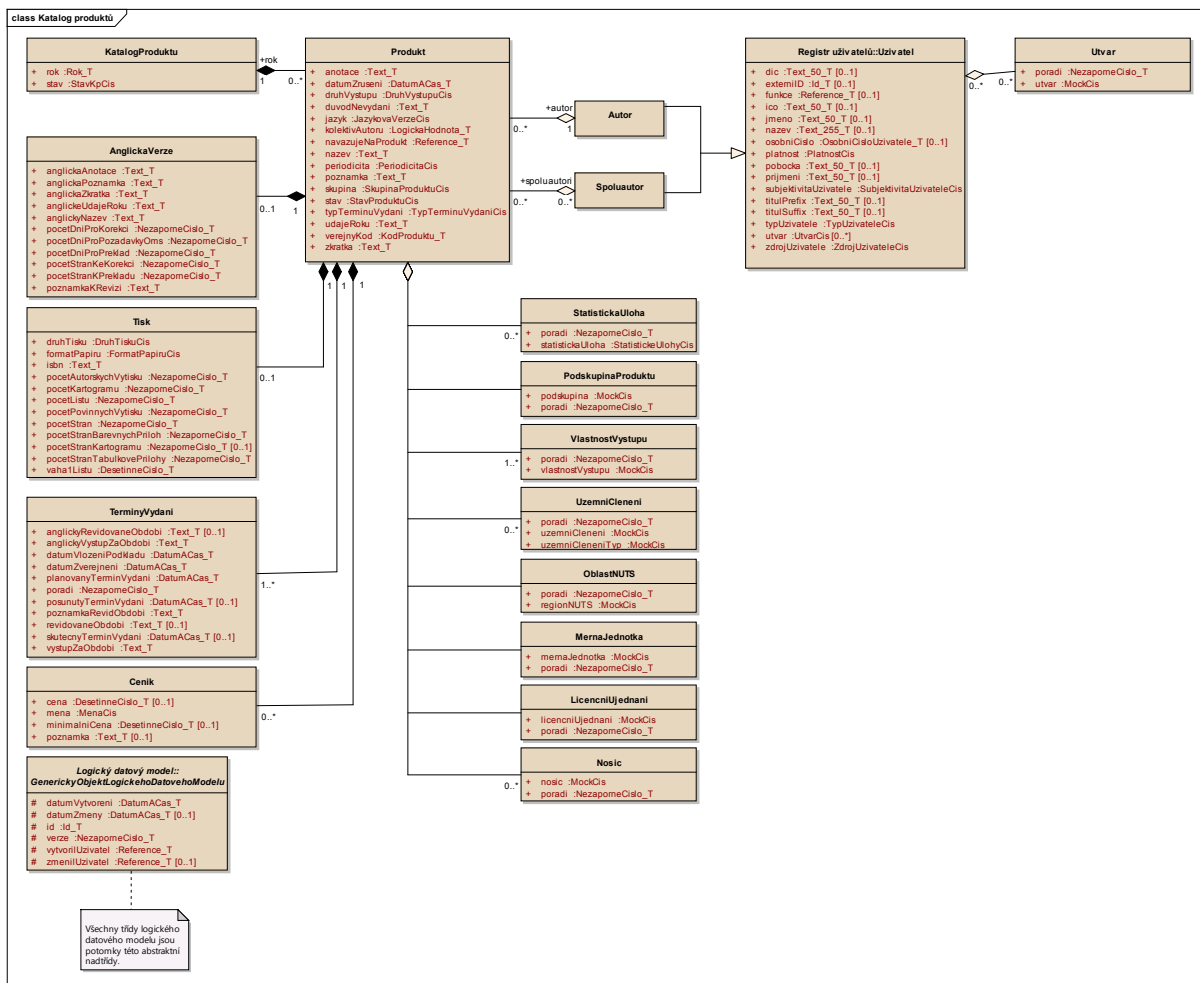 class Katalog produktů
KatalogProduktu
+ rok :Rok_T
+ stav :StavKpCis
+rok
1
0..*
Produkt
+ anotace :Text_T
+ datumZruseni :DatumACas_T
+ druhVystupu :DruhVystupuCis
+ duvodNevydani :Text_T
+ jazyk :JazykovaVerzeCis
+ kolektivAutoru :LogickaHodnota_T
+ navazujeNaProdukt :Reference_T
+ nazev :Text_T
+ periodicita :PeriodicitaCis
+ poznamka :Text_T
+ skupina :SkupinaProduktuCis
+ stav :StavProduktuCis
+ typTerminuVydani :TypTerminuVydaniCis
+ udajeRoku :Text_T
+ verejnyKod :KodProduktu_T
+ zkratka :Text_T
+autor
0..*
1
Autor
+spoluautori
0..*
0..*
Spoluautor
Registr uživatelů::Uzivatel
+ dic :Text_50_T [0..1]
+ externiID :Id_T [0..1]
+ funkce :Reference_T [0..1]
+ ico :Text_50_T [0..1]
+ jmeno :Text_50_T [0..1]
+ nazev :Text_255_T [0..1]
+ osobniCislo :OsobniCisloUzivatele_T [0..1]
+ platnost :PlatnostCis
+ pobocka :Text_50_T [0..1]
+ prijmeni :Text_50_T [0..1]
+ subjektivitaUzivatele :SubjektivitaUzivateleCis
+ titulPrefix :Text_50_T [0..1]
+ titulSuffix :Text_50_T [0..1]
+ typUzivatele :TypUzivateleCis
+ utvar :UtvarCis [0..*]
+ zdrojUzivatele :ZdrojUzivateleCis
0..*
0..*
Utvar
+ poradi :NezaporneCislo_T
+ utvar :MockCis
AnglickaVerze
+ anglickaAnotace :Text_T
+ anglickaPoznamka :Text_T
+ anglickaZkratka :Text_T
+ anglickeUdajeRoku :Text_T
+ anglickyNazev :Text_T
+ pocetDniProKorekci :NezaporneCislo_T
+ pocetDniProPozadavkyOms :NezaporneCislo_T
+ pocetDniProPreklad :NezaporneCislo_T
+ pocetStranKeKorekci :NezaporneCislo_T
+ pocetStranKPrekladu :NezaporneCislo_T
+ poznamkaKRevizi :Text_T
0..1
1
1
1
1
Tisk
+ druhTisku :DruhTiskuCis
+ formatPapiru :FormatPapiruCis
+ isbn :Text_T
+ pocetAutorskychVytisku :NezaporneCislo_T
+ pocetKartogramu :NezaporneCislo_T
+ pocetListu :NezaporneCislo_T
+ pocetPovinnychVytisku :NezaporneCislo_T
+ pocetStran :NezaporneCislo_T
+ pocetStranBarevnychPriloh :NezaporneCislo_T
+ pocetStranKartogramu :NezaporneCislo_T [0..1]
+ pocetStranTabulkovePrilohy :NezaporneCislo_T
+ vaha1Listu :DesetinneCislo_T
0..1
TerminyVydani
+ anglickyRevidovaneObdobi :Text_T [0..1]
+ anglickyVystupZaObdobi :Text_T
+ datumVlozeniPodkladu :DatumACas_T
+ datumZverejneni :DatumACas_T
+ planovanyTerminVydani :DatumACas_T
+ poradi :NezaporneCislo_T
+ posunutyTerminVydani :DatumACas_T [0..1]
+ poznamkaRevidObdobi :Text_T
+ revidovaneObdobi :Text_T [0..1]
+ skutecnyTerminVydani :DatumACas_T [0..1]
+ vystupZaObdobi :Text_T
1..*
Cenik
+ cena :DesetinneCislo_T [0..1]
+ mena :MenaCis
+ minimalniCena :DesetinneCislo_T [0..1]
+ poznamka :Text_T [0..1]
0..*
Logický datový model::
GenerickyObjektLogickehoDatovehoModelu
# datumVytvoreni :DatumACas_T
# datumZmeny :DatumACas_T [0..1]
# id :Id_T
# verze :NezaporneCislo_T
# vytvorilUzivatel :Reference_T
# zmenilUzivatel :Reference_T [0..1]
Všechny třídy logického
datového modelu jsou
potomky této abstraktní
nadtřídy.
StatistickaUloha
+ poradi :NezaporneCislo_T
+ statistickaUloha :StatistickeUlohyCis
0..*
PodskupinaProduktu
+ podskupina :MockCis
+ poradi :NezaporneCislo_T
VlastnostVystupu
+ poradi :NezaporneCislo_T
+ vlastnostVystupu :MockCis
1..*
UzemniCleneni
+ poradi :NezaporneCislo_T
+ uzemniCleneni :MockCis
+ uzemniCleneniTyp :MockCis
0..*
OblastNUTS
+ poradi :NezaporneCislo_T
+ regionNUTS :MockCis
MernaJednotka
+ mernaJednotka :MockCis
+ poradi :NezaporneCislo_T
LicencniUjednani
+ licencniUjednani :MockCis
+ poradi :NezaporneCislo_T
Nosic
+ nosic :MockCis
+ poradi :NezaporneCislo_T
0..*